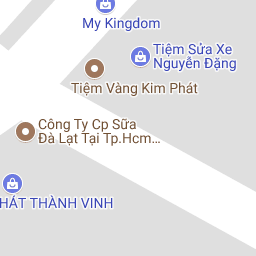 My Kingdom
Tiệm Sửa Xe
Nguyễn Đặng
Tiệm Vàng Kim Phát
Công Ty Cp Sữa
Đà Lạt Tại Tp.Hcm...
HÁT THÀNH VINH